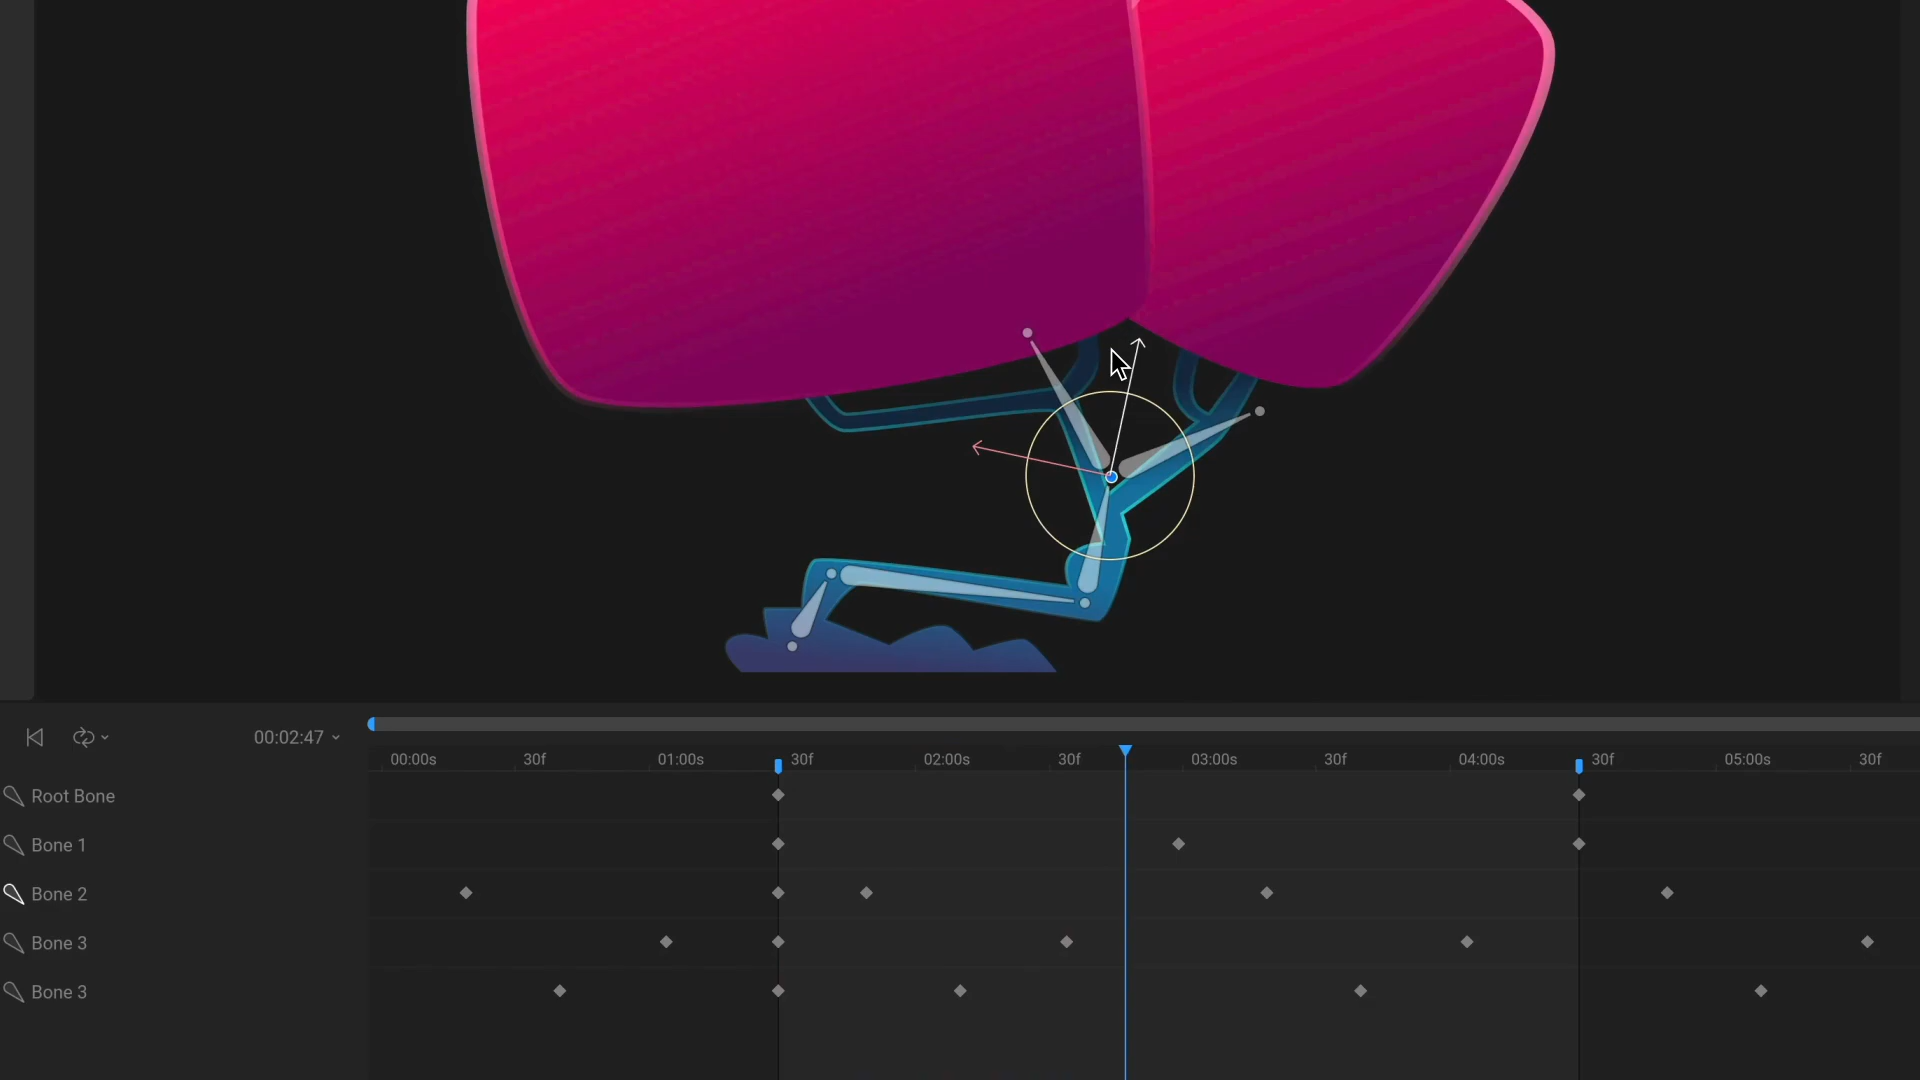 00:02:47
00:00s 30f 01:00s 30f 02:00s 30f 03:00s 30f 04:00s 30f 05:00s 30f
Root Bone
Bone 1
Bone 2
Bone 3
Bone 3